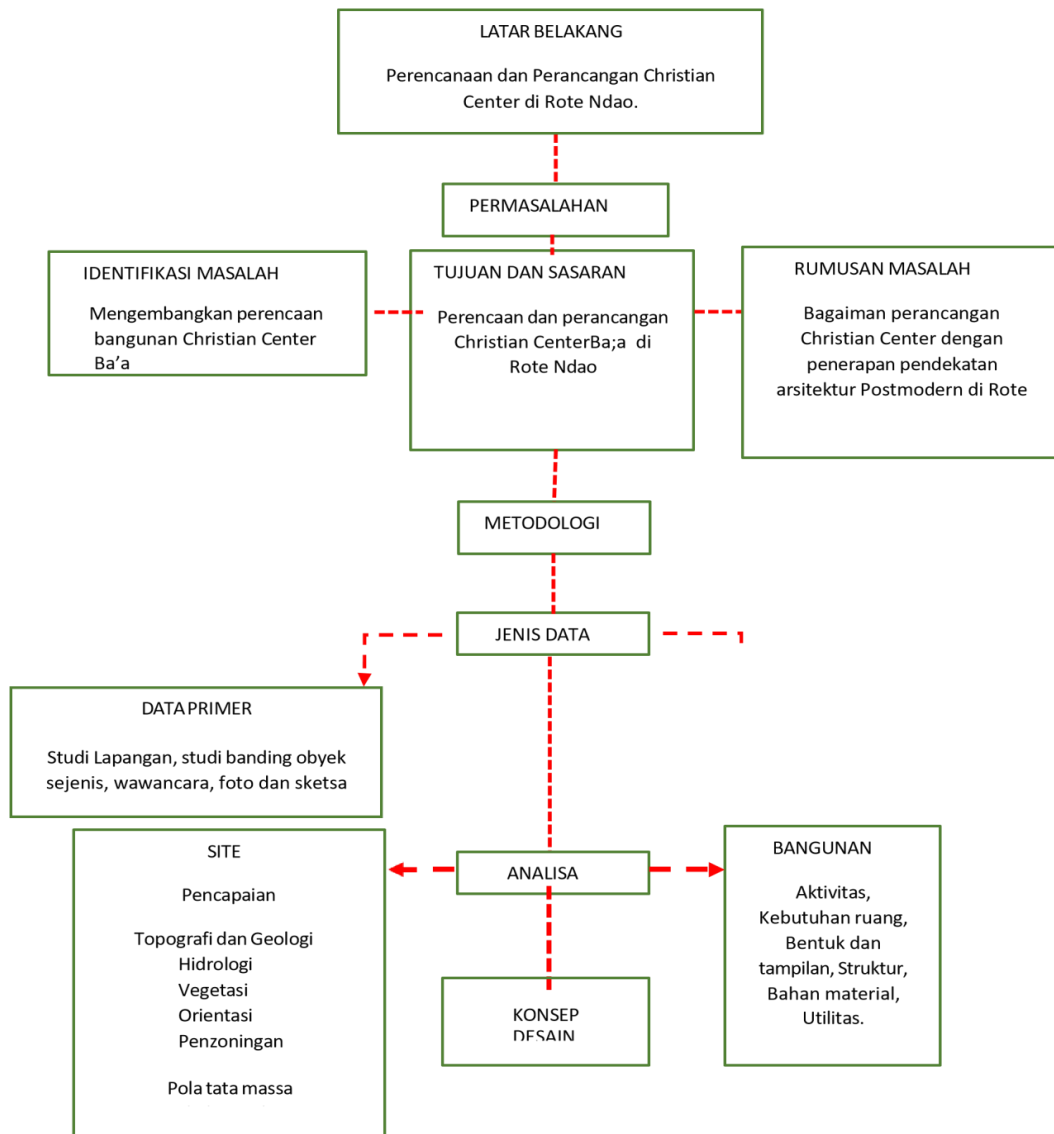 LATAR BELAKANG
Perencanaan dan Perancangan Christian
Center di Rote Ndao.
PERMASALAHAN
IDENTIFIKASI MASALAH
Mengembangkan perencaan
bangunan Christian Center
Ba’a
TUJUAN DAN SASARAN
Perencaan dan perancangan
Christian CenterBa;a di
Rote Ndao
RUMUSAN MASALAH
Bagaiman perancangan
Christian Center dengan
penerapan pendekatan
arsitektur Postmodern di Rote
METODOLOGI
JENIS DATA
DATA PRIMER
Studi Lapangan, studi banding obyek
sejenis, wawancara, foto dan sketsa
SITE
Pencapaian
Topografi dan Geologi
Hidrologi
Vegetasi
Orientasi
Penzoningan
Pola tata massa
ANALISA
BANGUNAN
Aktivitas,
Kebutuhan ruang,
Bentuk dan
tampilan, Struktur,
Bahan material,
Utilitas.
KONSEP
DESAIN